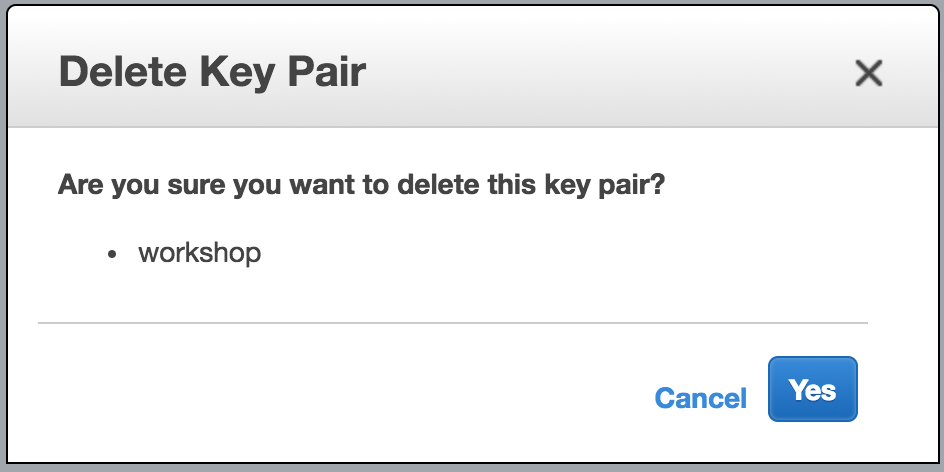 Delete Key Pair
Are you sure you want to delete this key pair?
• workshop
Cancel Yes